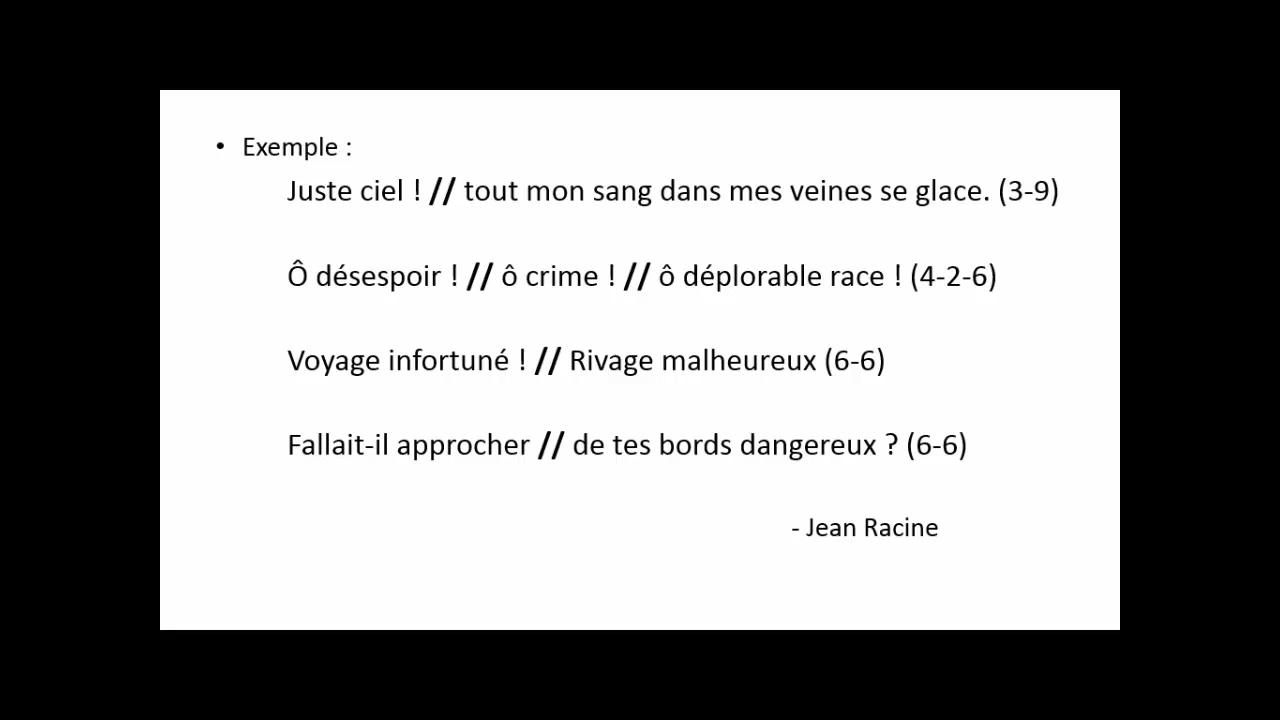 • Exemple :
Juste ciel ! // tout mon sang dans mes veines se glace. (3-9)
Ô désespoir ! // ô crime ! // ô déplorable race ! (4-2-6)
Voyage infortuné ! // Rivage malheureux (6-6)
Fallait-il approcher // de tes bords dangereux ? (6-6)
- Jean Racine